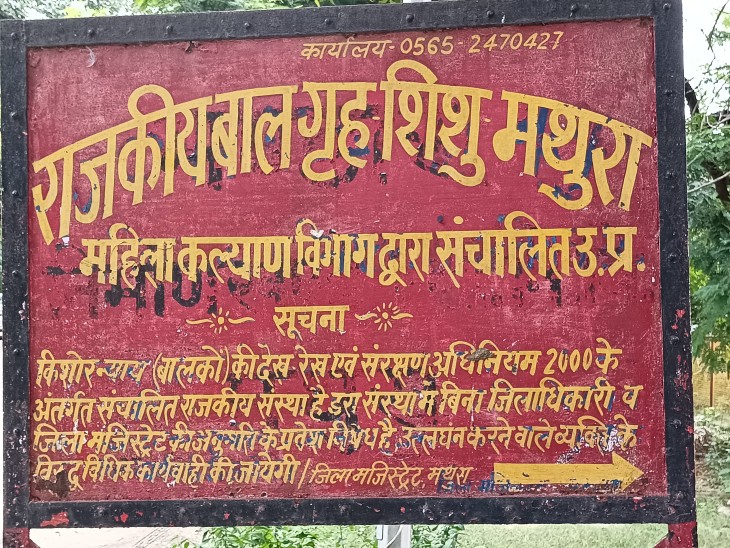 कार्यालय-0565-2470427
राजकीय बाल गृह शिशु मथुरा
महिला कल्याण विभाग द्वारा संचालित उ.प्र.
सूचना
किशोर न्याय (बालकों) की देख रेख एवं संरक्षण अधिनियम 2000 के
अंतर्गत संचालित राजकीय संस्था है इस संस्था में बिना जिलाधिकारी व
जिला मजिस्ट्रेट की अनुमति के प्रवेश निषेध है, उल्लघंन करने वाले व्यक्ति के
विरुद्व विधिक कार्यवाही की जायेगी / जिला मजिस्ट्रेट, मथुरा